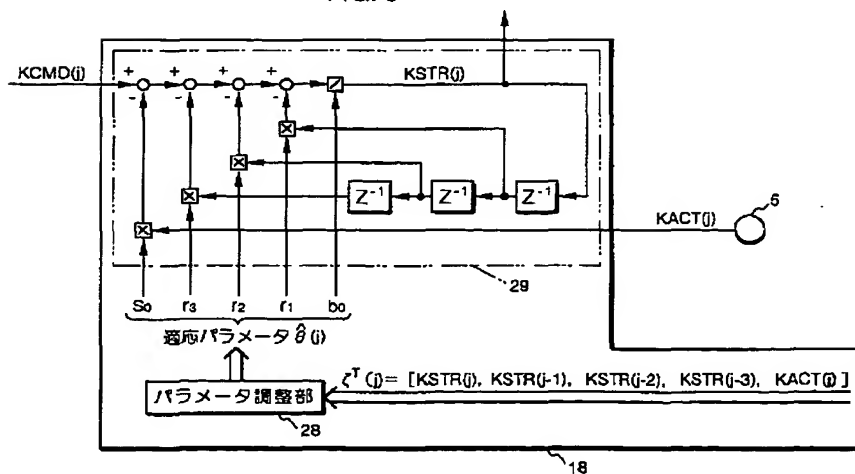 KCMD(j)
+
+
+
+
-
-
-
-
KSTR(j)
Z-1
Z-1
Z-1
5
KACT(j)
29
S0
r3
r2
r1
b0
適応パラメータ θ̂ (j)
ζT (j)= [KSTR(j), KSTR(j-1), KSTR(j-2), KSTR(j-3), KACT(j) ]
パラメータ調整部
28
18